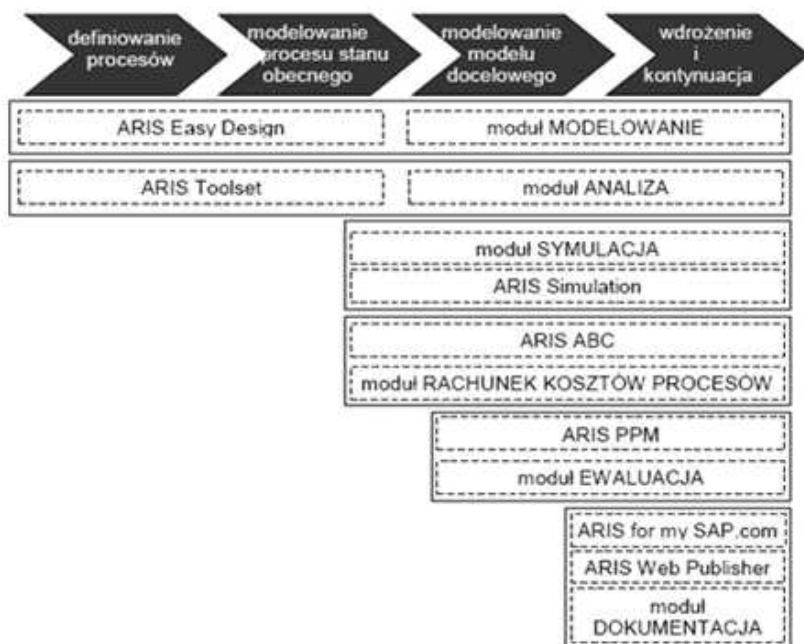 definiowanie
procesów
modelowanie
procesu stanu
obecnego
modelowanie
modelu
docelowego
wdrożenie
i
kontynuacja
ARIS Easy Design
moduł MODELOWANIE
ARIS Toolset
moduł ANALIZA
moduł SYMULACJA
ARIS Simulation
ARIS ABC
moduł RACHUNEK KOSZTÓW PROCESÓW
ARIS PPM
moduł EWALUACJA
ARIS for my SAP.com
ARIS Web Publisher
moduł
DOKUMENTACJA